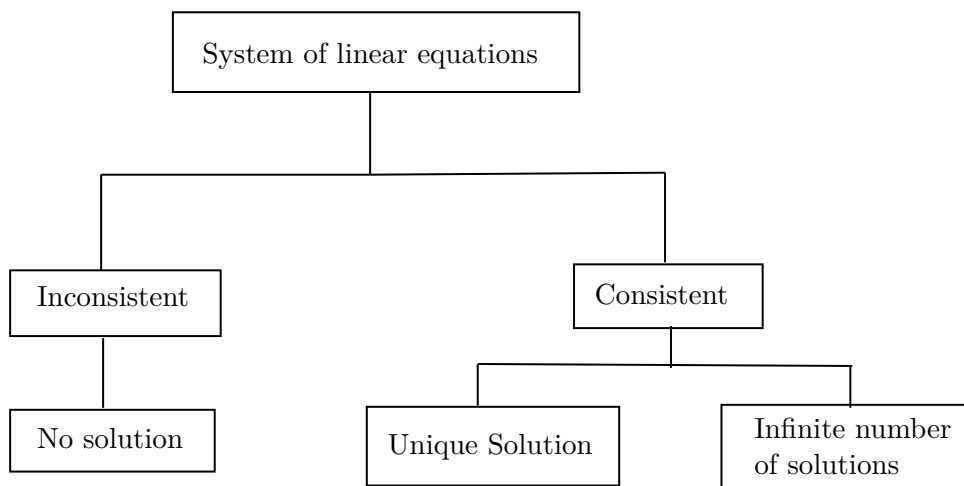 System of linear equations
Inconsistent
Consistent
No solution
Unique Solution
Infinite number
of solutions